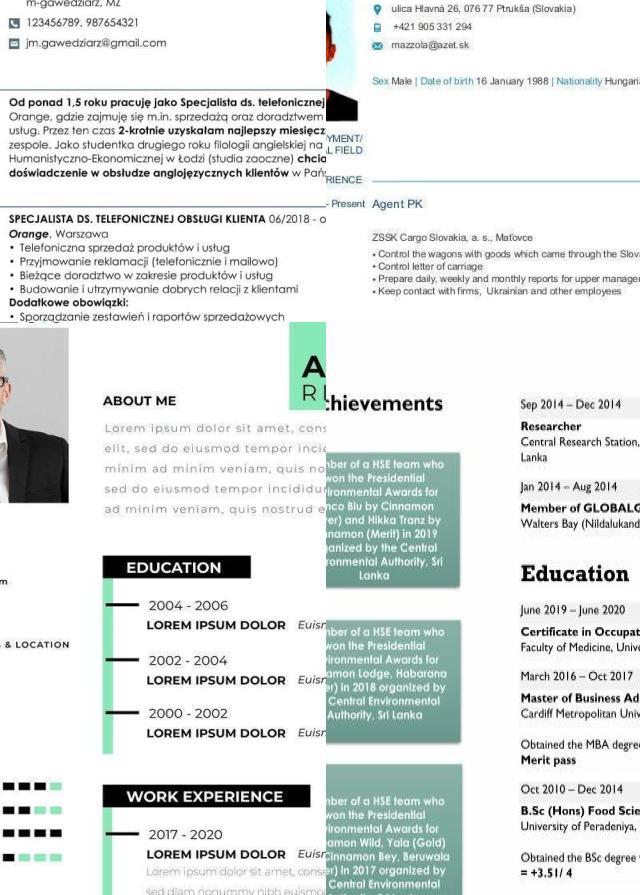 m-gawędziarz, MZ
123456789, 987654321
jm.gawedziarz@gmail.com
Od ponad 1,5 roku pracuję jako Specjalista ds. telefonicznej
Orange, gdzie zajmuję się m.in. sprzedażą oraz doradztwem
usług. Przez ten czas 2-krotnie uzyskałam najlepszy miesięcz
zespole. Jako studentka drugiego roku filologii angielskiej na
Humanistyczno-Ekonomicznej w Łodzi (studia zaoczne) chcia
doświadczenie w obsłudze anglojęzycznych klientów w Pań
SPECJALISTA DS. TELEFONICZNEJ OBSŁUGI KLIENTA 06/2018 - o
Orange, Warszawa
• Telefoniczna sprzedaż produktów i usług
• Przyjmowanie reklamacji (telefonicznie i mailowo)
• Bieżące doradztwo w zakresie produktów i usług
• Budowanie i utrzymywanie dobrych relacji z klientami
Dodatkowe obowiązki:
• Sporządzanie zestawień i raportów sprzedażowych
ulica Hlavná 26, 076 77 Ptrukša (Slovakia)
+421 905 331 294
mazzola@azet.sk
Sex Male | Date of birth 16 January 1988 | Nationality Hungaria
YMENT/
L FIELD
RIENCE
- Present Agent PK
ZSSK Cargo Slovakia, a. s., Maťovce
• Control the wagons with goods which came through the Slov
• Control letter of carriage
• Prepare daily, weekly and monthly reports for upper manage
• Keep contact with firms, Ukrainian and other employees
A
R
ABOUT ME
Lorem ipsum dolor sit amet, cons
elit, sed do eiusmod tempor inci
minim ad minim veniam, quis no
sed do eiusmod tempor incididu
ad minim veniam, quis nostrud e
EDUCATION
m
2004 - 2006
LOREM IPSUM DOLOR Euisr
S & LOCATION
2002 - 2004
LOREM IPSUM DOLOR Euisr
2000 - 2002
LOREM IPSUM DOLOR Euisr
WORK EXPERIENCE
2017 - 2020
LOREM IPSUM DOLOR Euisr
Lorem ipsum dolor sit amet, conse
sed diam nonummy nibh euismo
chievements
mber of a HSE team who
won the Presidential
ironmental Awards for
nco Blu by Cinnamon
er) and Hikka Tranz by
nnamon (Merit) in 2019
ganized by the Central
ronmental Authority, Sri
Lanka
mber of a HSE team who
won the Presidential
ironmental Awards for
amon Lodge, Habarana
er) in 2018 organized by
Central Environmental
Authority, Sri Lanka
mber of a HSE team who
won the Presidential
ironmental Awards for
amon Wild, Yala (Gold)
Cinnamon Bey, Beruwala
r) in 2017 organized by
Central Environmental
Sep 2014 – Dec 2014
Researcher
Central Research Station,
Lanka
Jan 2014 – Aug 2014
Member of GLOBALG
Walters Bay (Nildalukand
Education
June 2019 – June 2020
Certificate in Occupat
Faculty of Medicine, Unive
March 2016 – Oct 2017
Master of Business Ad
Cardiff Metropolitan Univ
Obtained the MBA degree
Merit pass
Oct 2010 – Dec 2014
B.Sc (Hons) Food Scie
University of Peradeniya,
Obtained the BSc degree
= +3.51/ 4